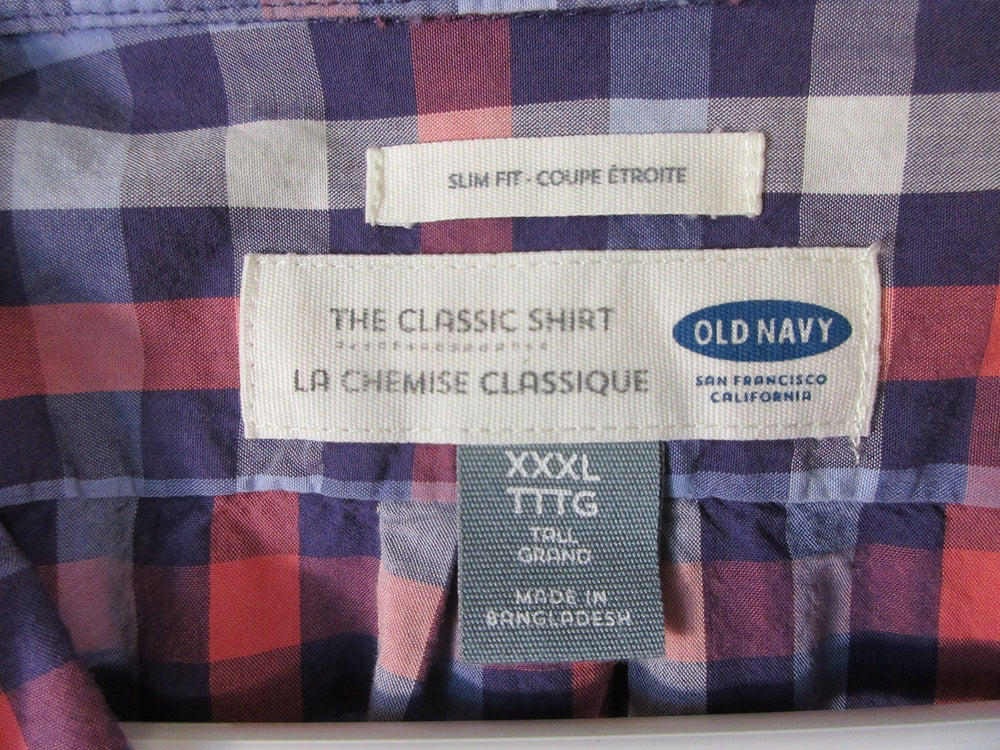 SLIM FIT · COUPE ÉTROITE
THE CLASSIC SHIRT
LA CHEMISE CLASSIQUE
OLD NAVY
SAN FRANCISCO
CALIFORNIA
XXXL
TTTG
TALL
GRAND
MADE IN
BANGLADESH